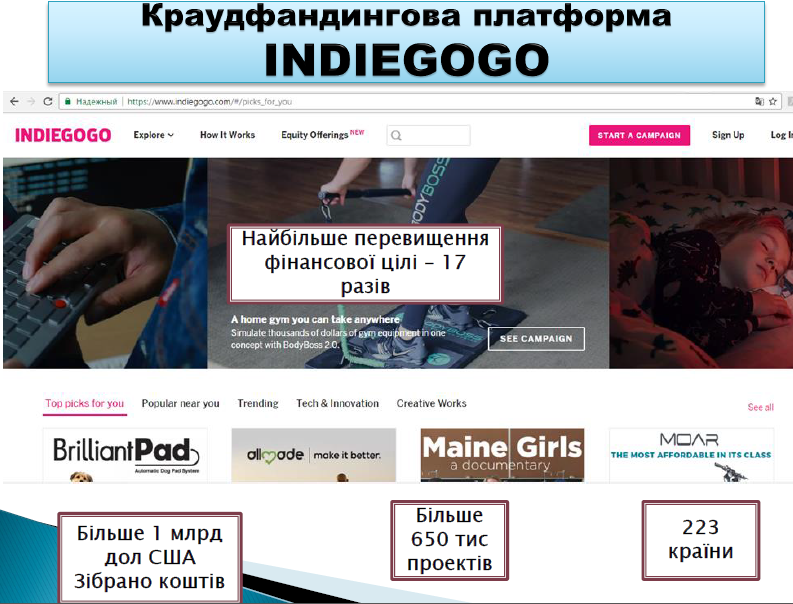 Краудфандингова платформа
INDIEGOGO
Надежный https://www.indiegogo.com/#/picks_for_you
INDIEGOGO Explore How It Works Equity Offerings NEW START A CAMPAIGN Sign Up Log In
BODYBOSS
Найбільше перевищення
фінансової цілі – 17
разів
A home gym you can take anywhere
Simulate thousands of dollars of gym equipment in one
concept with BodyBoss 2.0.
SEE CAMPAIGN
Top picks for you Popular near you Trending Tech & Innovation Creative Works See all
BrilliantPad
Automatic Dog Pad System
allmade make it better.
Maine Girls
a documentary
MOAR
THE MOST AFFORDABLE IN ITS CLASS
Більше 1 млрд
дол США
Зібрано коштів
Більше
650 тис
проектів
223
країни